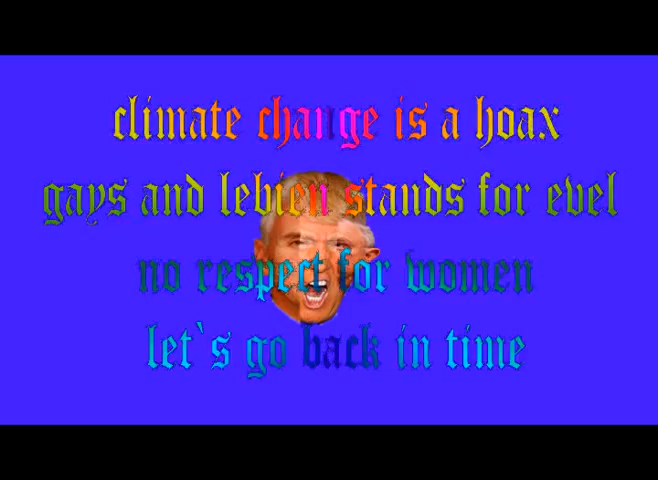 climate change is a hoax
gays and lebien stands for evel
no respect for women
let`s go back in time